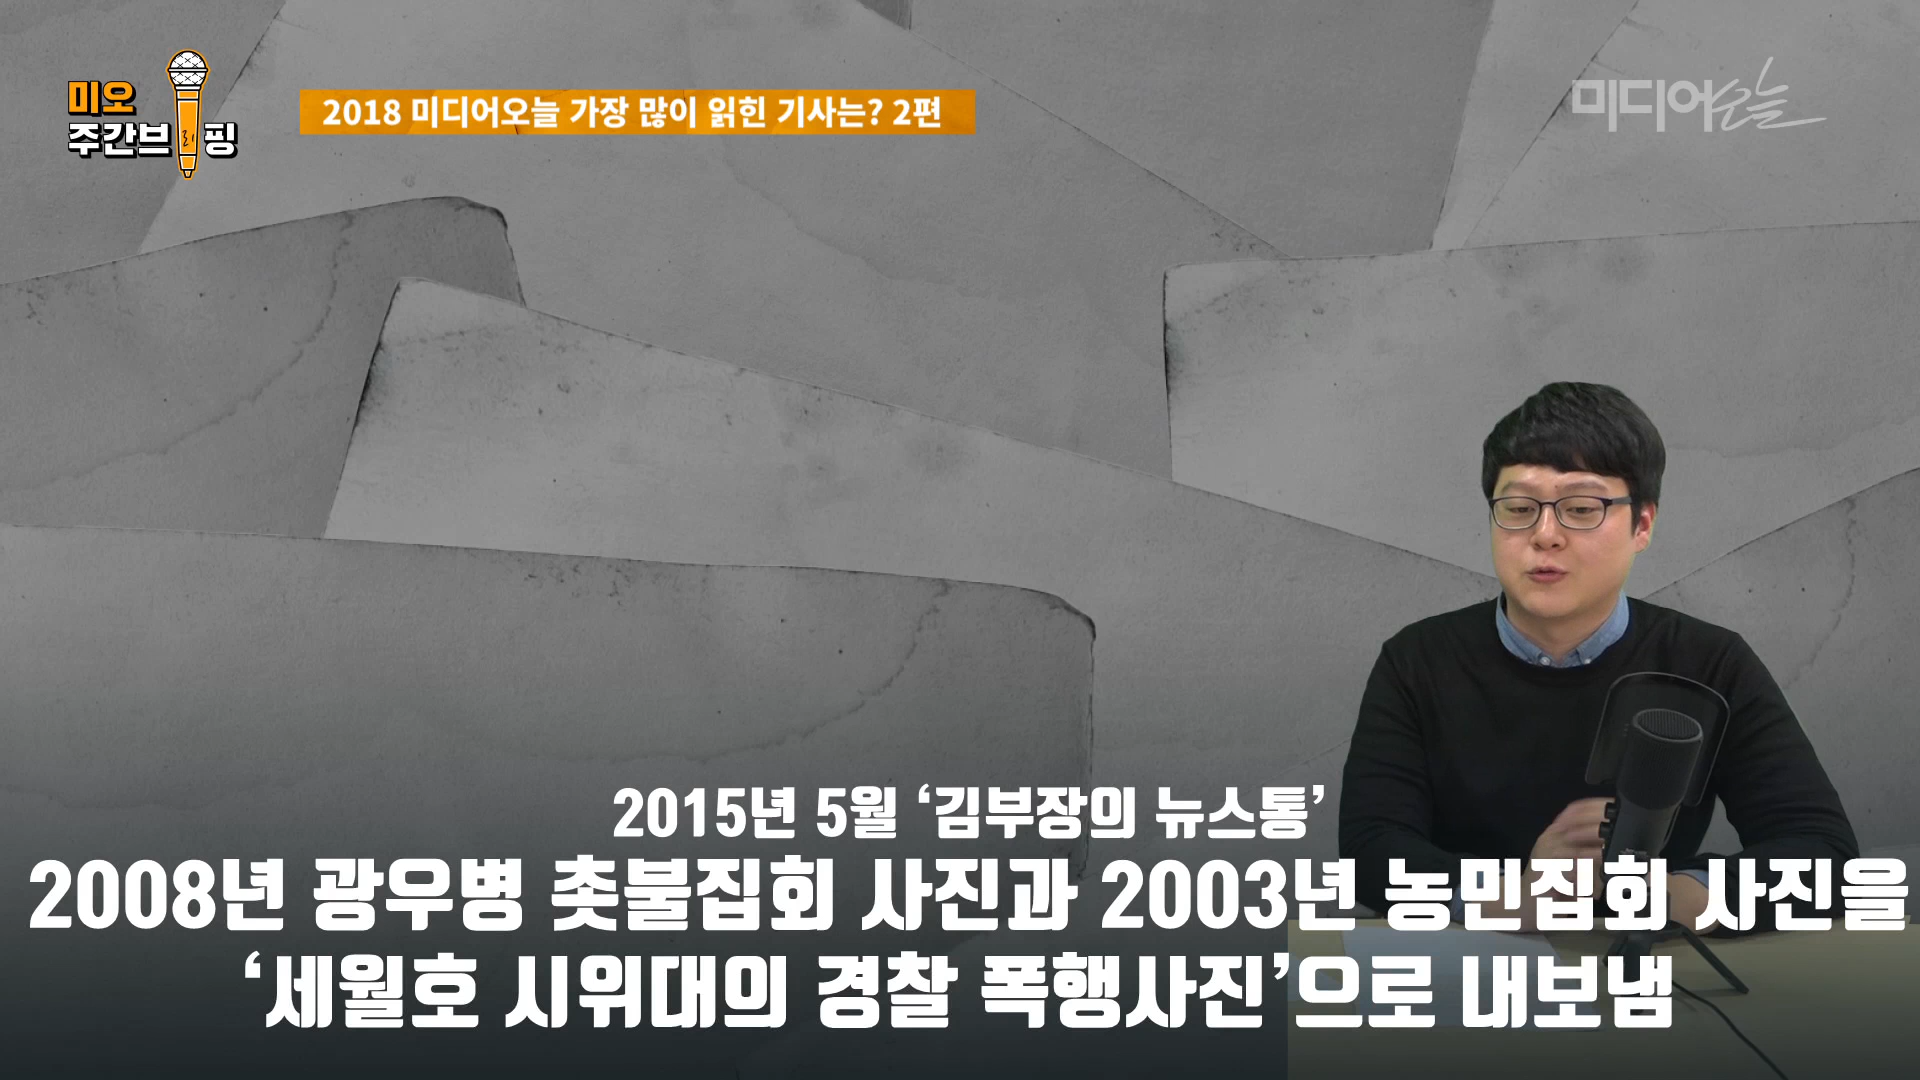 미오
주간브리핑
2018 미디어오늘 가장 많이 읽힌 기사는? 2편
미디어오늘
2015년 5월 ‘김부장의 뉴스통’
2008년 광우병 촛불집회 사진과 2003년 농민집회 사진을
‘세월호 시위대의 경찰 폭행사진’으로 내보냄